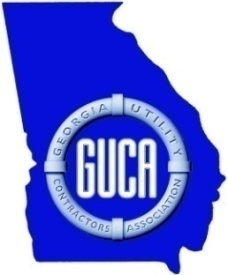 GEORGIA UTILITY
GUCA
CONTRACTORS ASSOCIATION